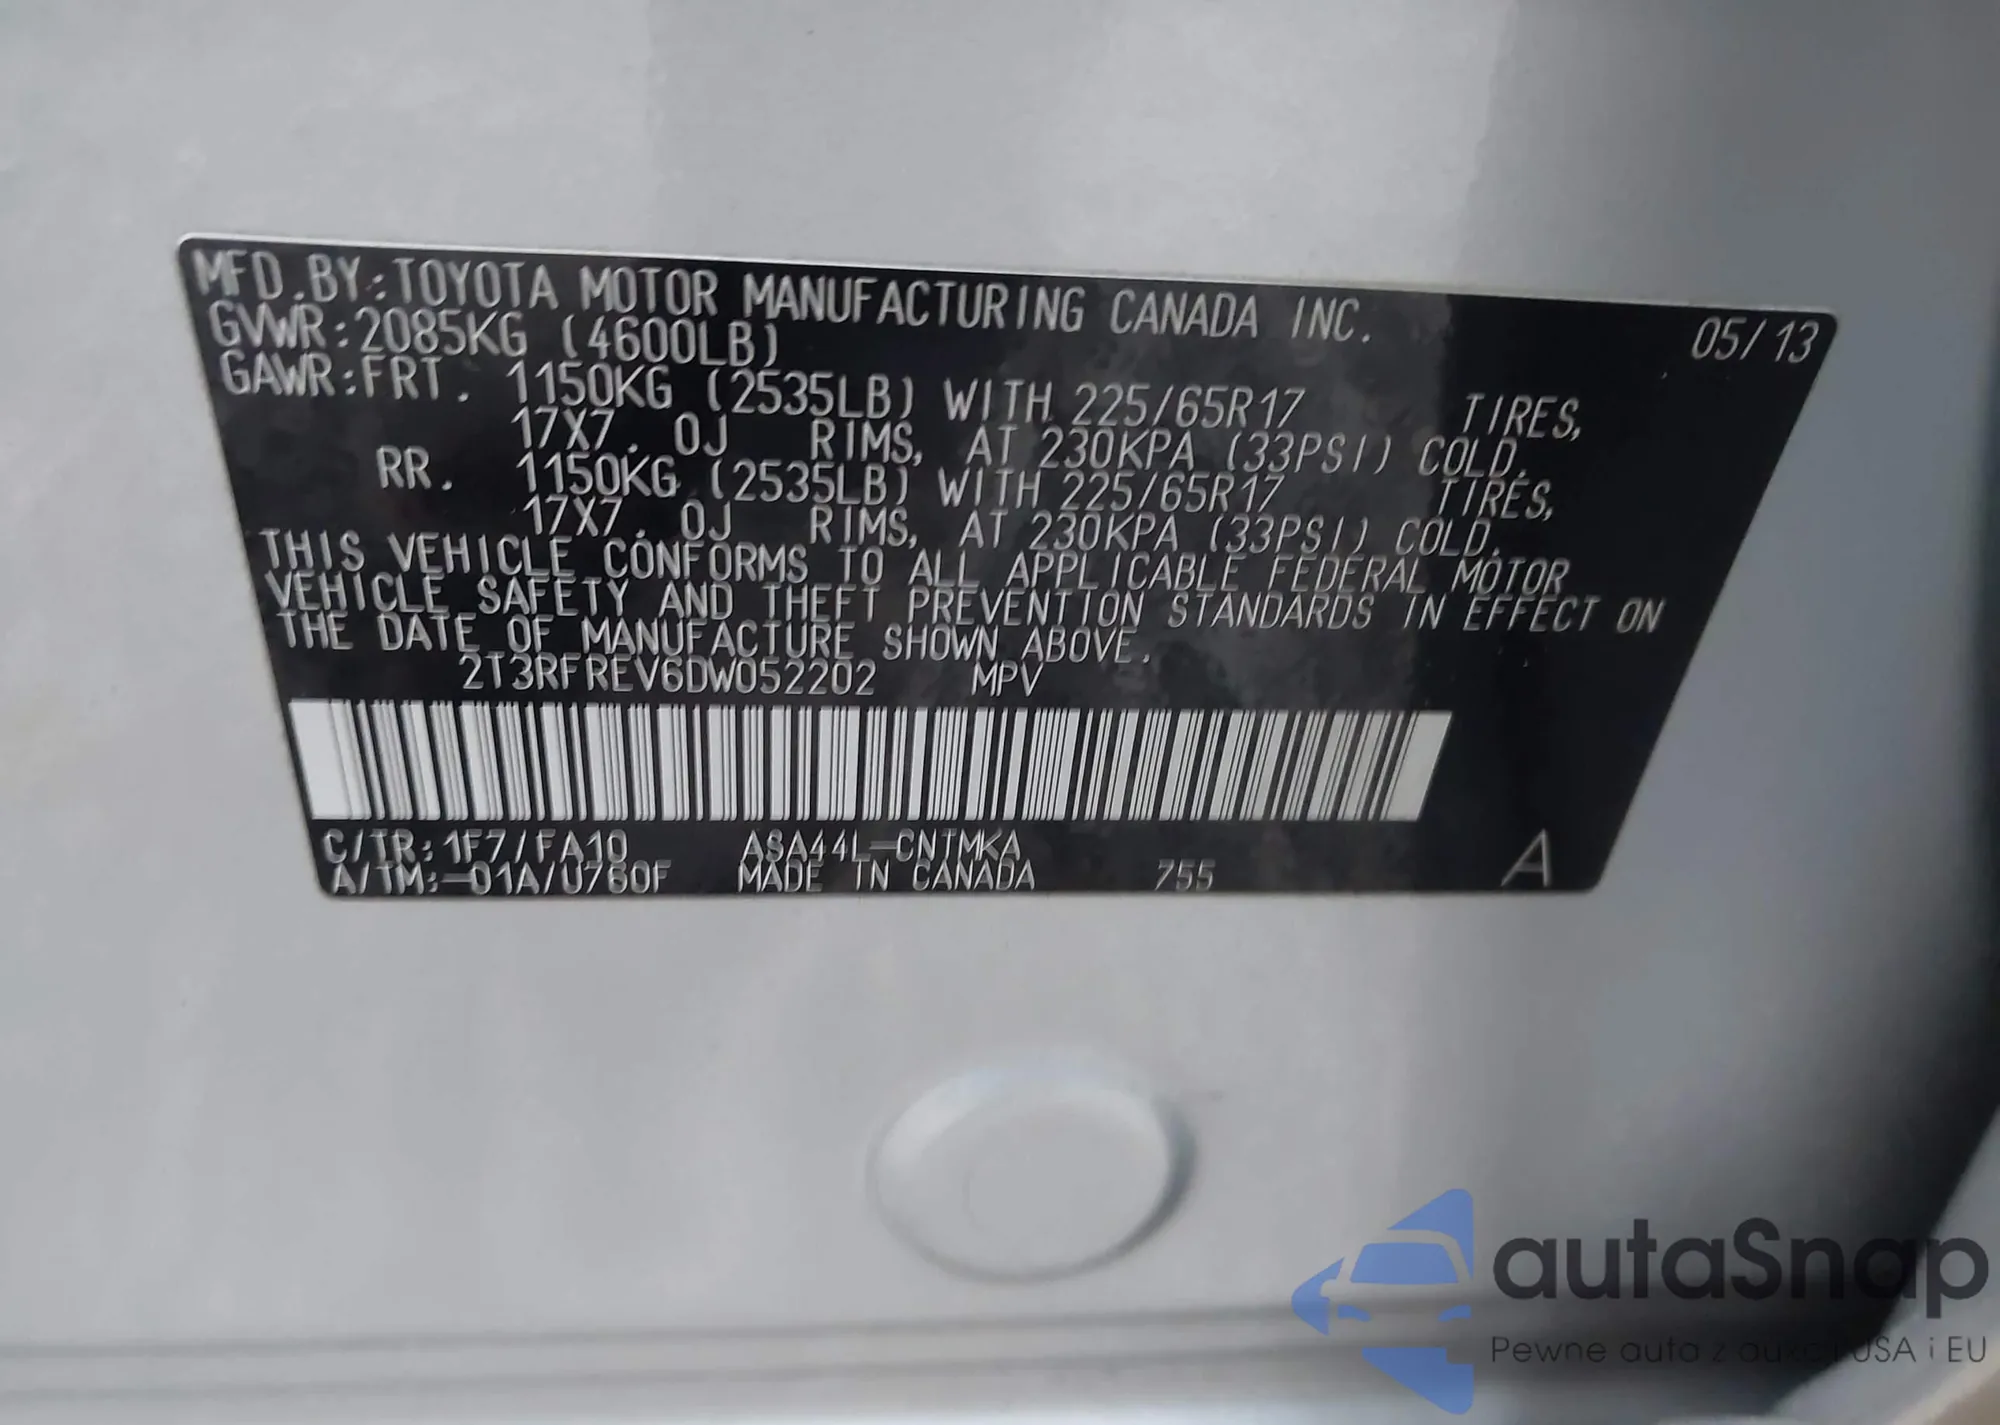 MFD.BY:TOYOTA MOTOR MANUFACTURING CANADA INC. 05/13
GVWR:2085KG (4600LB)
GAWR:FRT. 1150KG (2535LB) WITH 225/65R17 TIRES,
17X7.0J RIMS, AT 230KPA (33PSI) COLD.
RR. 1150KG (2535LB) WITH 225/65R17 TIRES,
17X7.0J RIMS, AT 230KPA (33PSI) COLD.
THIS VEHICLE CONFORMS TO ALL APPLICABLE FEDERAL MOTOR
VEHICLE SAFETY AND THEFT PREVENTION STANDARDS IN EFFECT ON
THE DATE OF MANUFACTURE SHOWN ABOVE.
2T3RFREV6DW052202 MPV
C/TR:1F7/FA10 ASA44L-CNTMKA
A/TM:-01A/U760F MADE IN CANADA 755 A
autaSnap
Pewne auta z aukcji USA i EU